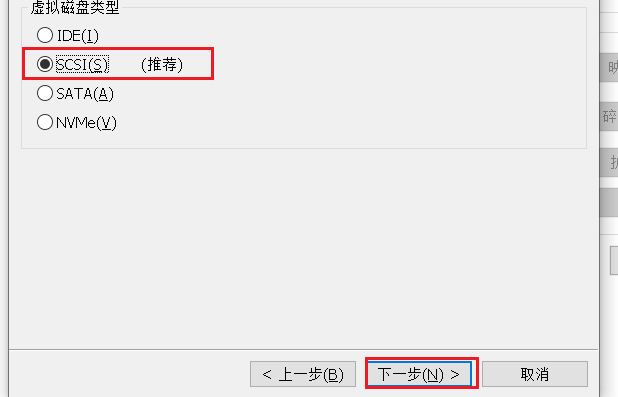 虚拟磁盘类型
IDE(I)
SCSI(S) (推荐)
SATA(A)
NVMe(V)
映
碎
扩
< 上一步(B) 下一步(N) > 取消